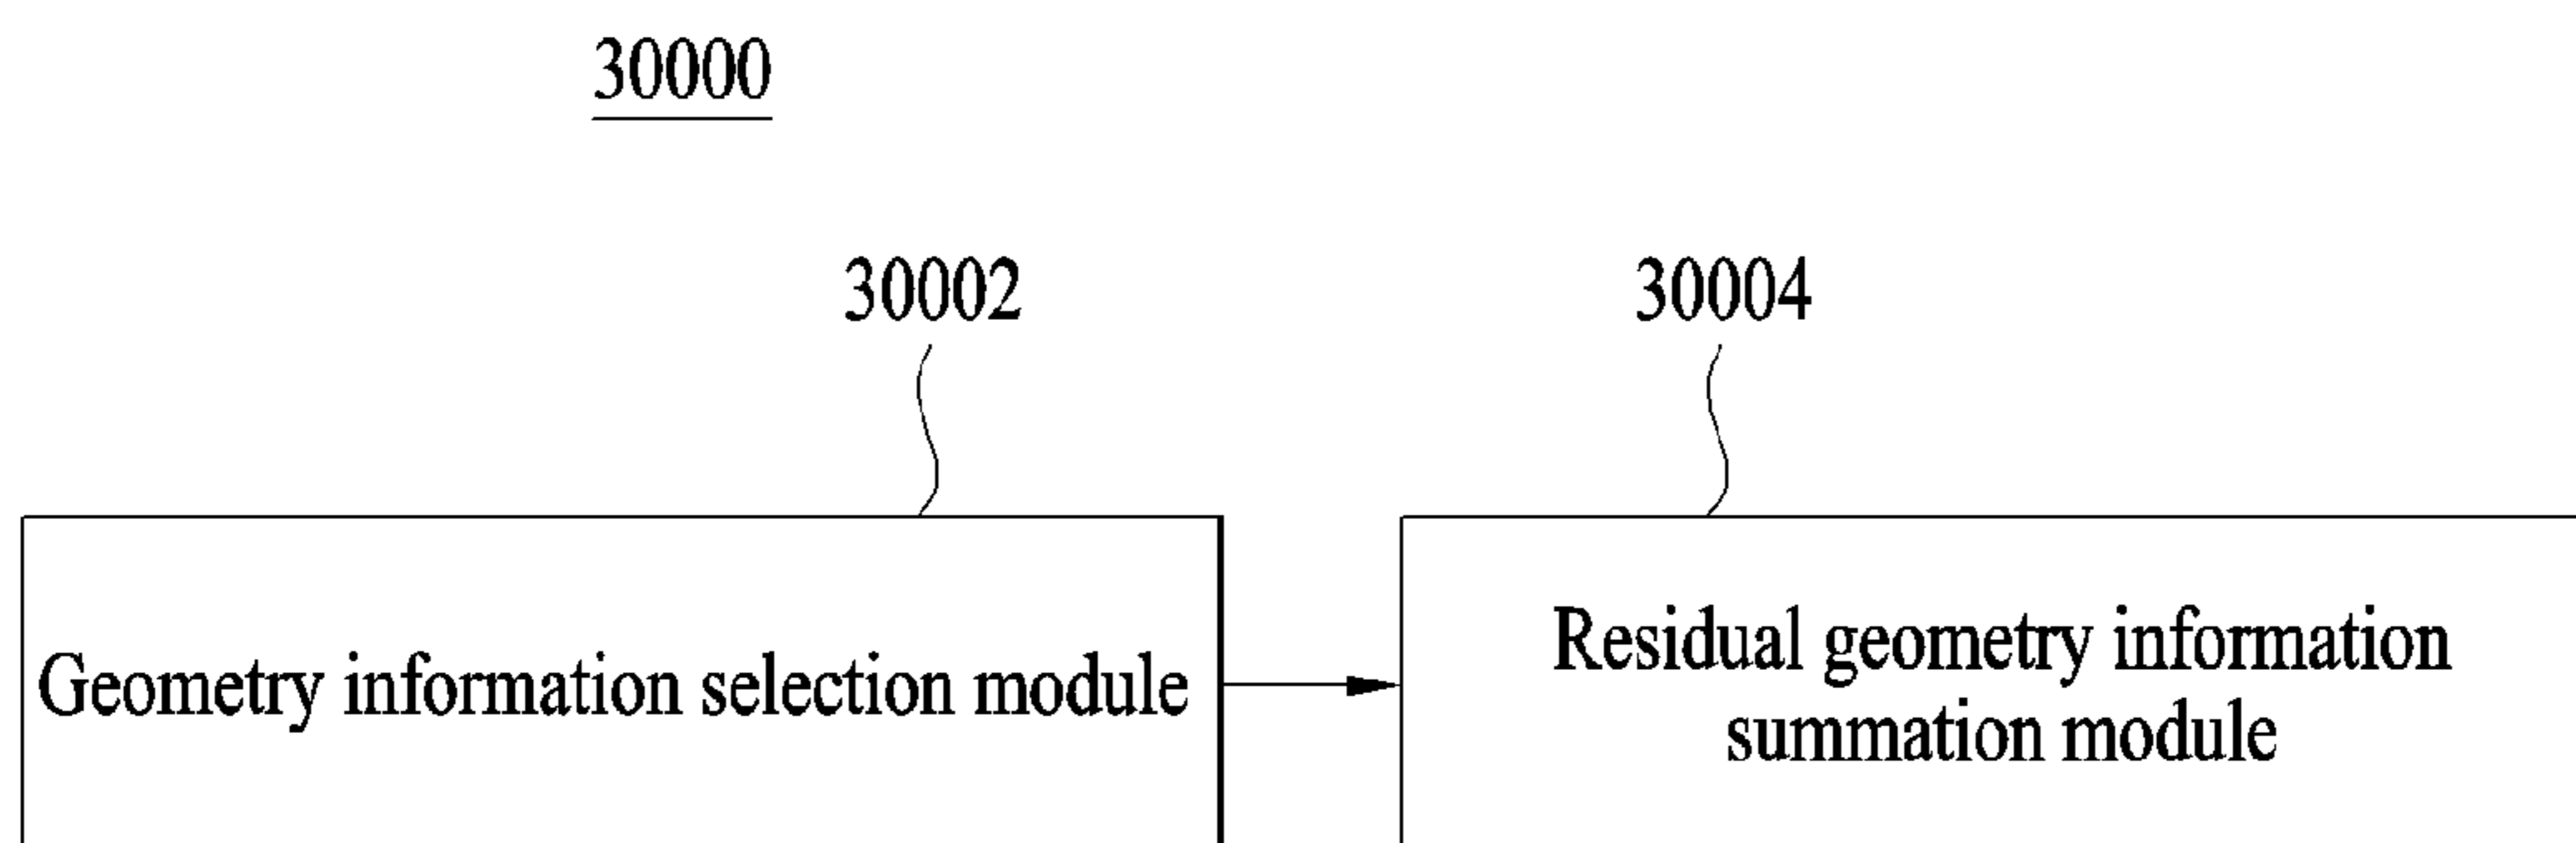 30000
30002
30004
Geometry information selection module
Residual geometry information
summation module